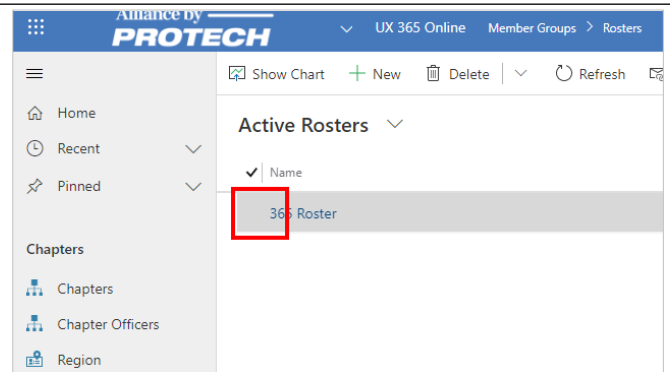 Alliance by
PROTECH
UX 365 Online Member Groups > Rosters
Show Chart New Delete Refresh
Home
Recent
Pinned
Active Rosters
Name
365 Roster
Chapters
Chapters
Chapter Officers
Region